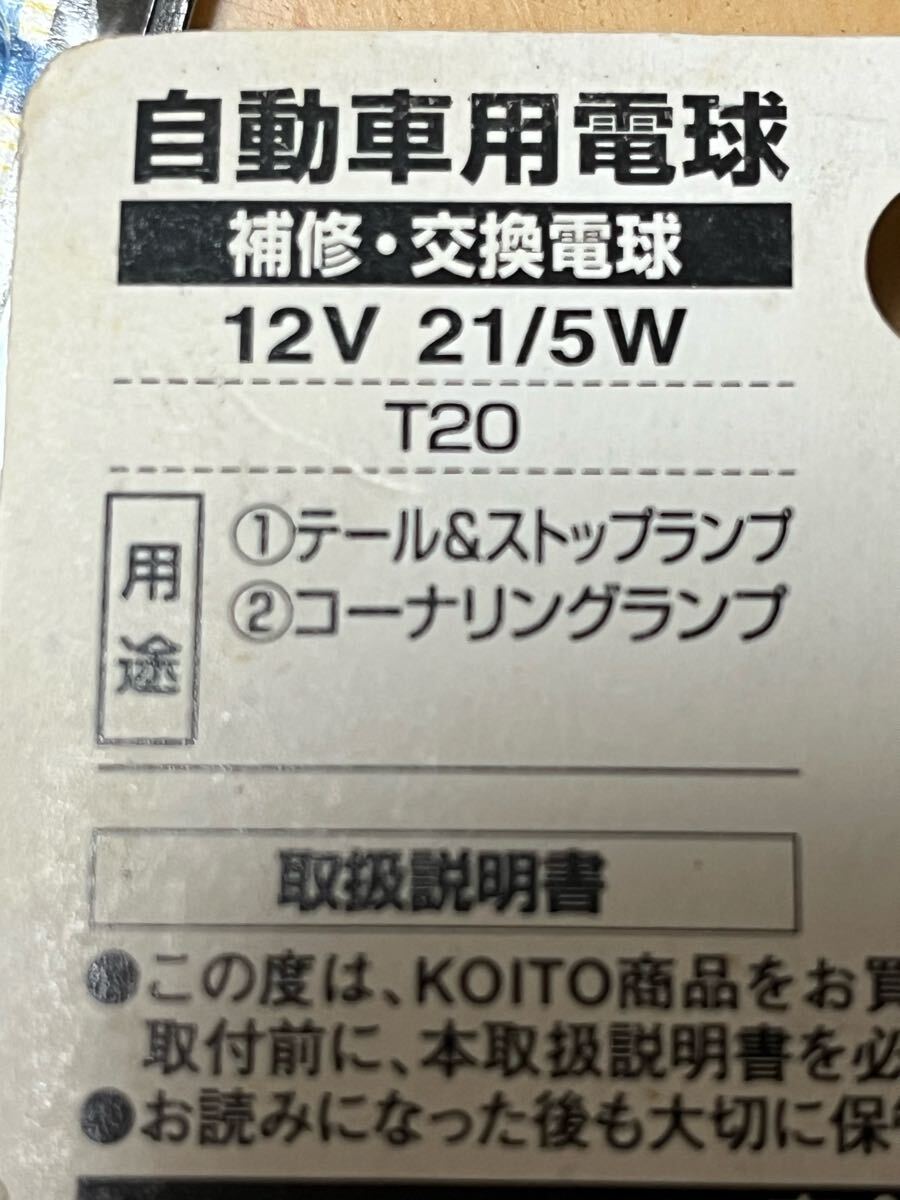 自動車用電球
補修・交換電球
12V 21/5W
T20
用途
①テール&ストップランプ
②コーナリングランプ
取扱説明書
●この度は、KOITO商品をお買
取付前に、本取扱説明書を必
●お読みになった後も大切に保管